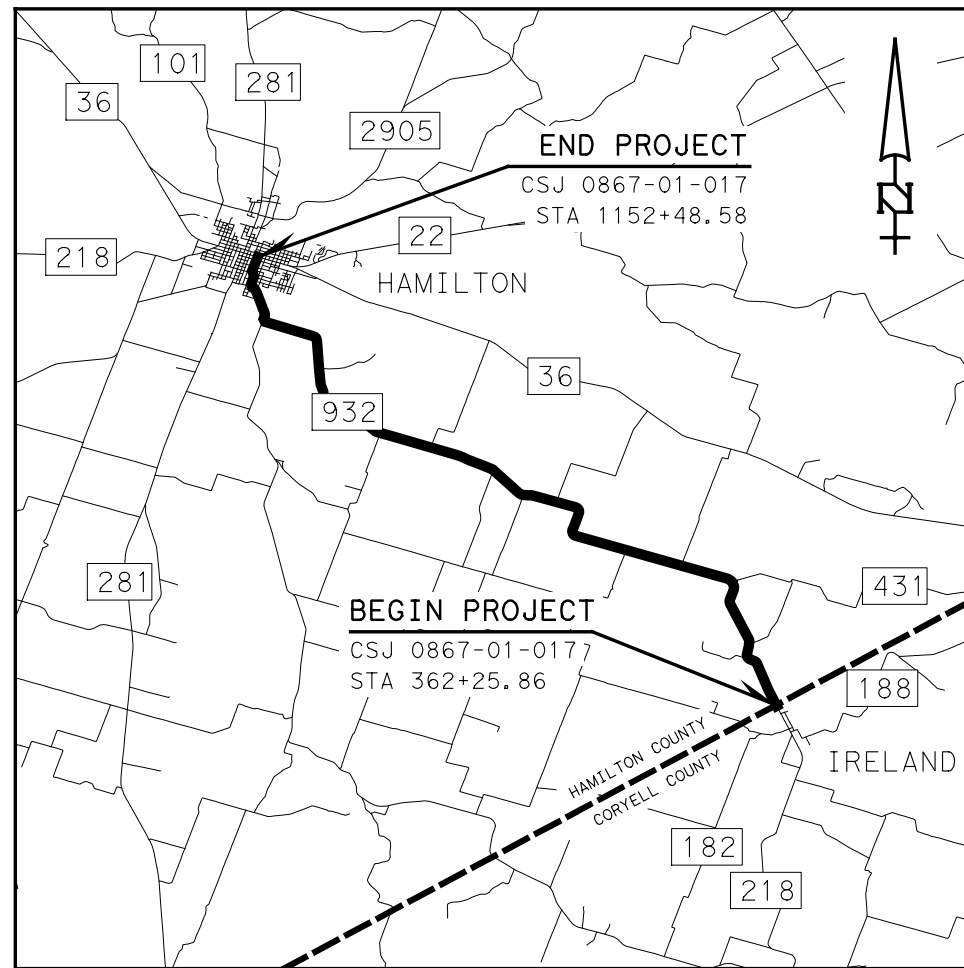 101
281
36
2905
END PROJECT
CSJ 0867-01-017
STA 1152+48.58
N
22
218
HAMILTON
36
932
281
431
BEGIN PROJECT
CSJ 0867-01-017
STA 362+25.86
188
HAMILTON COUNTY
CORYELL COUNTY
IRELAND
182
218